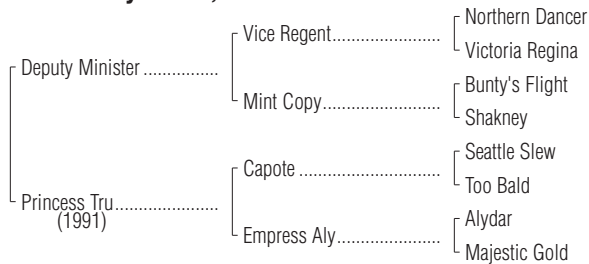 Northern Dancer
Vice Regent
Victoria Regina
Deputy Minister
Bunty's Flight
Mint Copy
Shakney
Seattle Slew
Capote
Too Bald
Princess Tru
(1991)
Alydar
Empress Aly
Majestic Gold